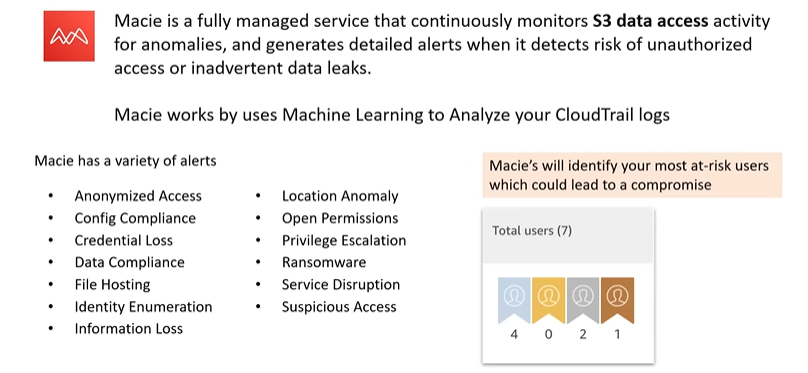 Macie is a fully managed service that continuously monitors S3 data access activity
for anomalies, and generates detailed alerts when it detects risk of unauthorized
access or inadvertent data leaks.
Macie works by uses Machine Learning to Analyze your CloudTrail logs
Macie has a variety of alerts
• Anonymized Access
• Config Compliance
• Credential Loss
• Data Compliance
• File Hosting
• Identity Enumeration
• Information Loss
• Location Anomaly
• Open Permissions
• Privilege Escalation
• Ransomware
• Service Disruption
• Suspicious Access
Macie's will identify your most at-risk users
which could lead to a compromise
Total users (7)
4 0 2 1